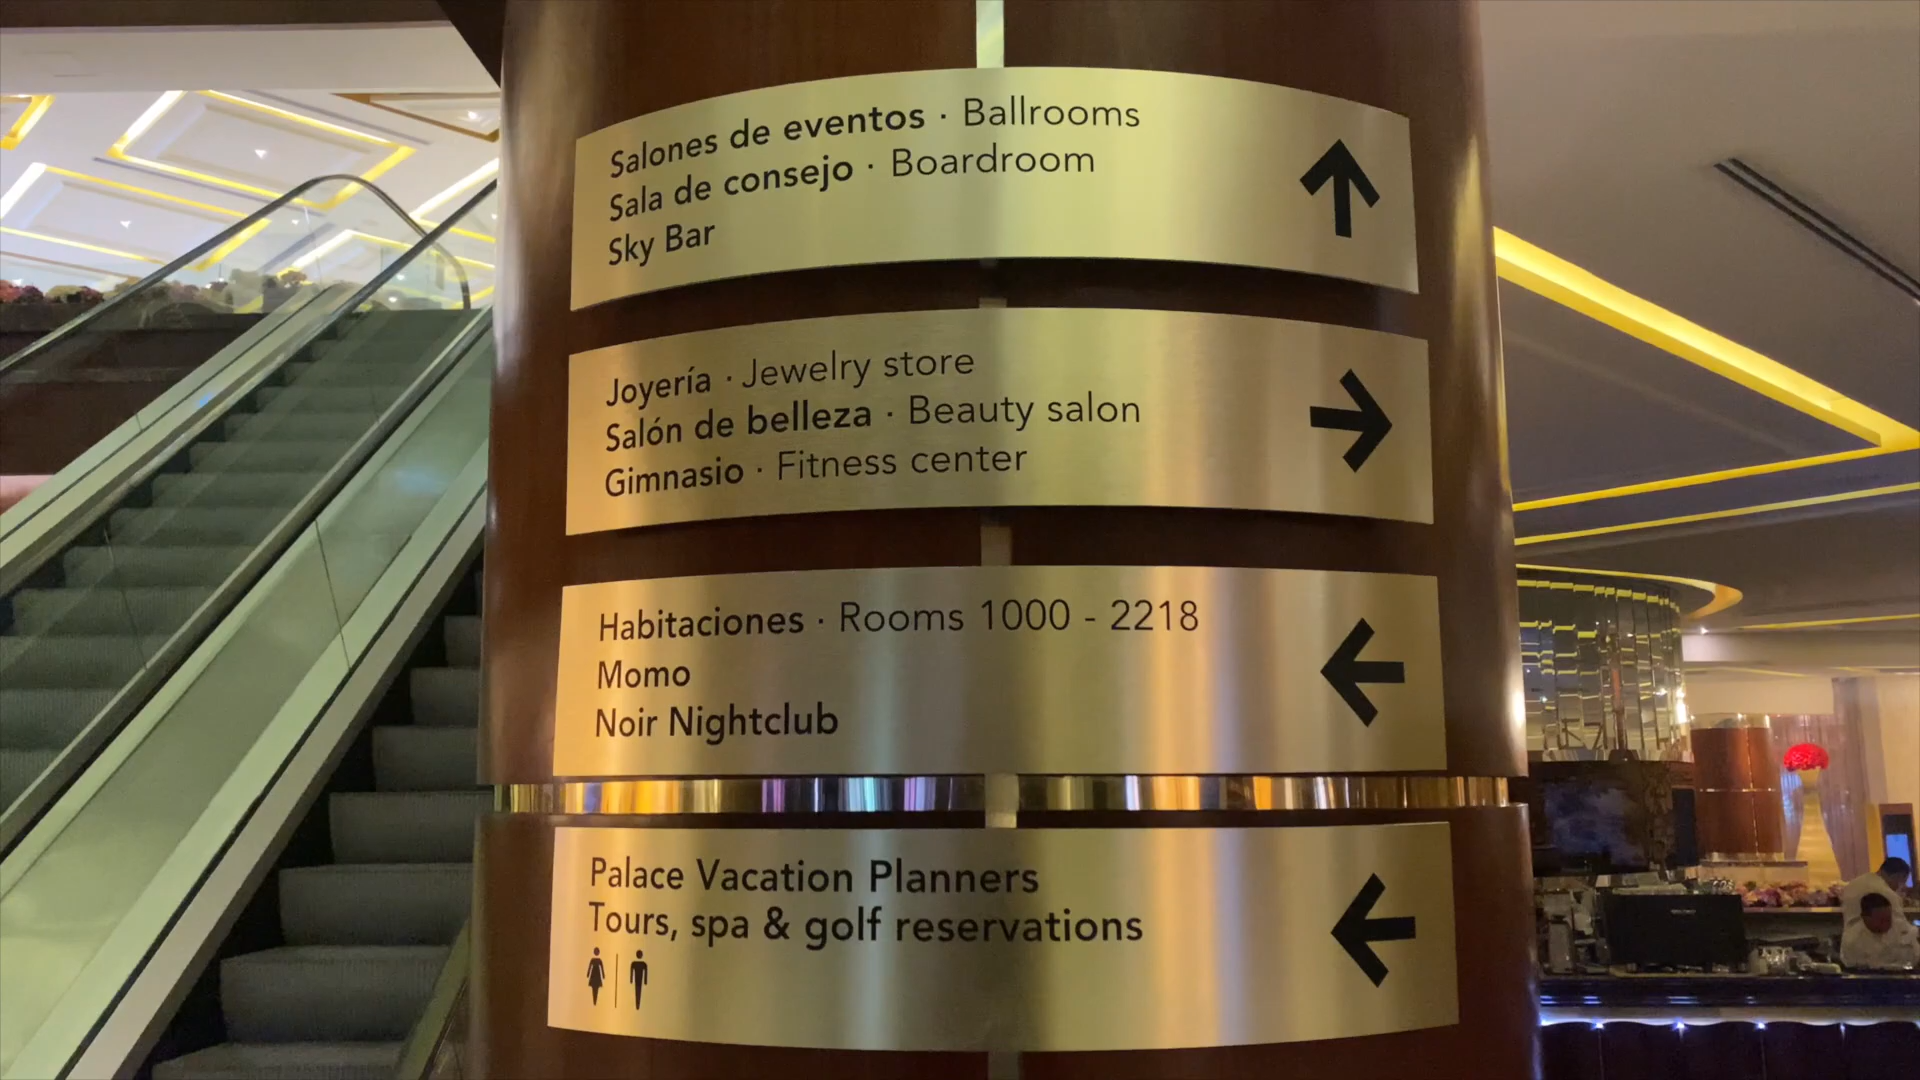 Salones de eventos · Ballrooms
Sala de consejo · Boardroom
Sky Bar
Joyería · Jewelry store
Salón de belleza · Beauty salon
Gimnasio · Fitness center
Habitaciones · Rooms 1000 - 2218
Momo
Noir Nightclub
Palace Vacation Planners
Tours, spa & golf reservations